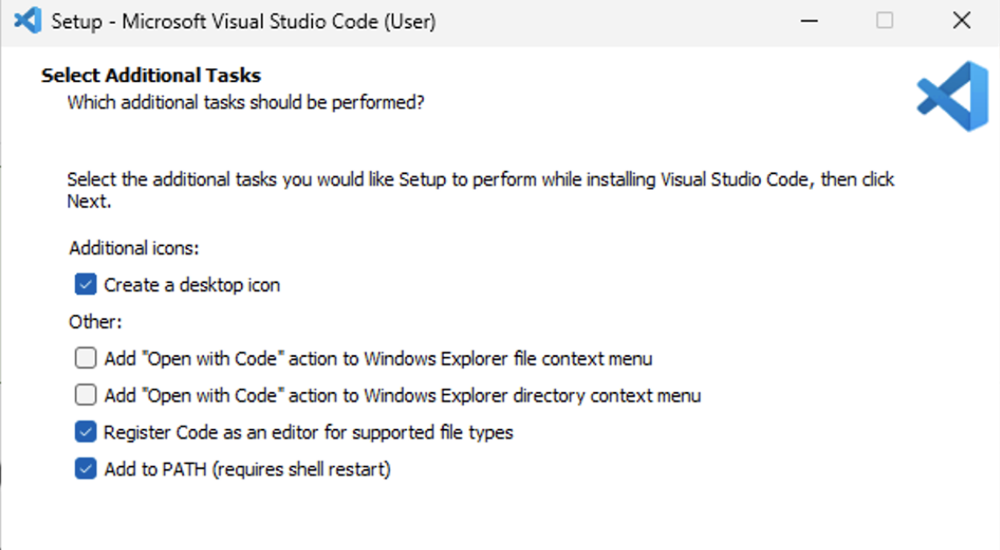 Setup - Microsoft Visual Studio Code (User)
Select Additional Tasks
Which additional tasks should be performed?
Select the additional tasks you would like Setup to perform while installing Visual Studio Code, then click
Next.
Additional icons:
Create a desktop icon
Other:
Add "Open with Code" action to Windows Explorer file context menu
Add "Open with Code" action to Windows Explorer directory context menu
Register Code as an editor for supported file types
Add to PATH (requires shell restart)